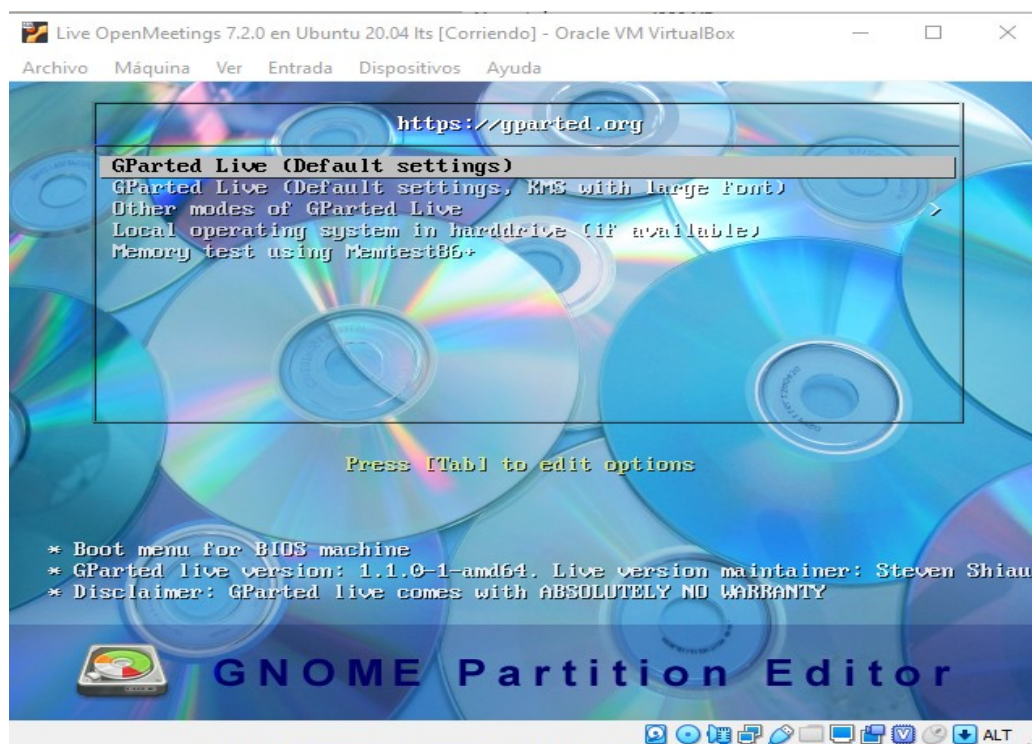 Live OpenMeetings 7.2.0 en Ubuntu 20.04 lts [Corriendo] - Oracle VM VirtualBox
Archivo Máquina Ver Entrada Dispositivos Ayuda
https://gparted.org
GParted Live (Default settings)
GParted Live (Default settings, KMS with large font)
Other modes of GParted Live >
Local operating system in harddrive (if available)
Memory test using Memtest86+
Press [Tab] to edit options
* Boot menu for BIOS machine
* GParted live version: 1.1.0-1-amd64. Live version maintainer: Steven Shiau
* Disclaimer: GParted live comes with ABSOLUTELY NO WARRANTY
GNOME Partition Editor
ALT